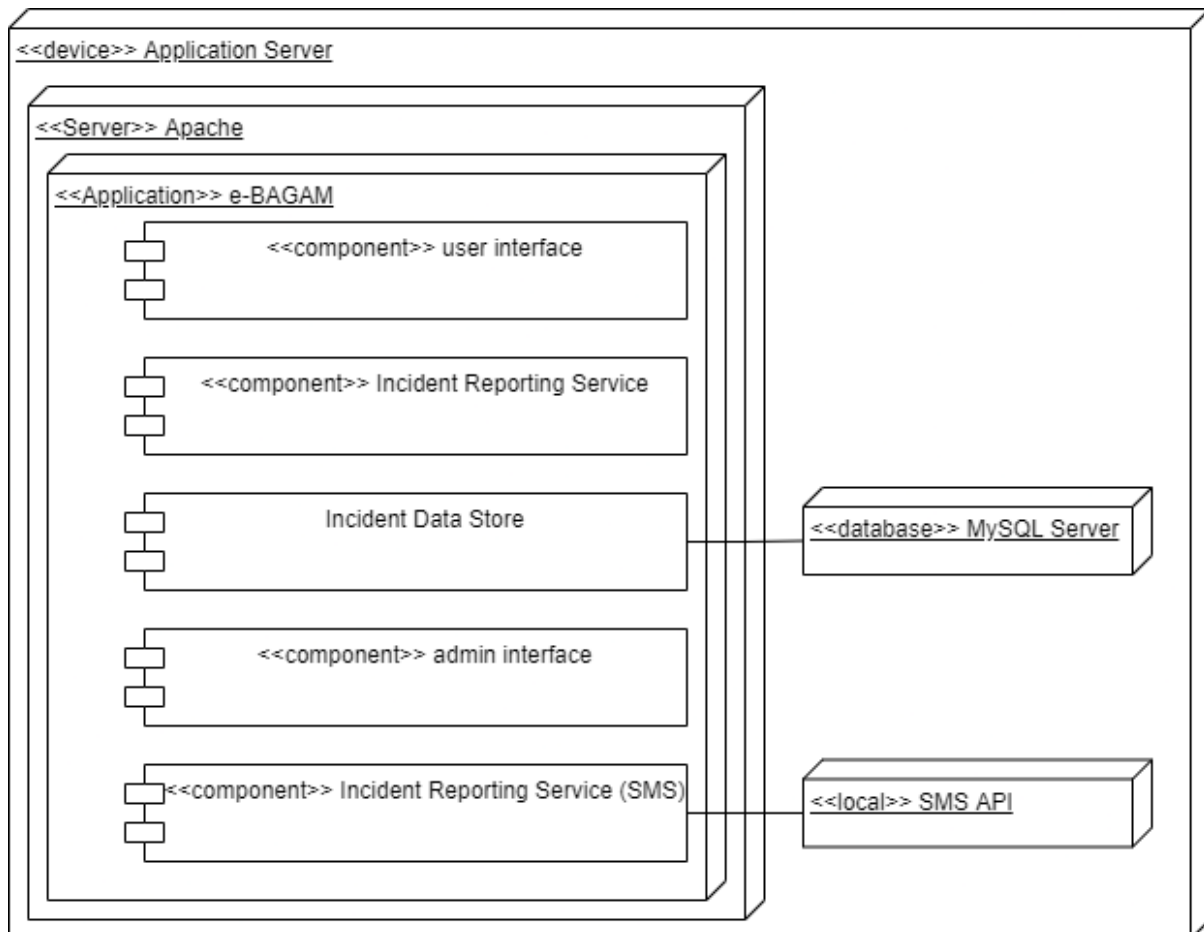 <<device>> Application Server
<<Server>> Apache
<<Application>> e-BAGAM
<<component>> user interface
<<component>> Incident Reporting Service
Incident Data Store
<<database>> MySQL Server
<<component>> admin interface
<<component>> Incident Reporting Service (SMS)
<<local>> SMS API